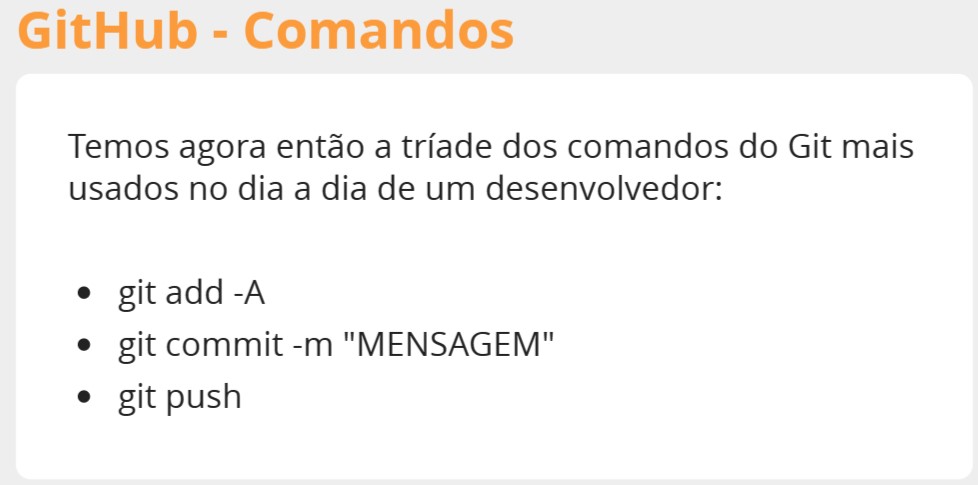 GitHub - Comandos
Temos agora então a tríade dos comandos do Git mais
usados no dia a dia de um desenvolvedor:
• git add -A
• git commit -m "MENSAGEM"
• git push